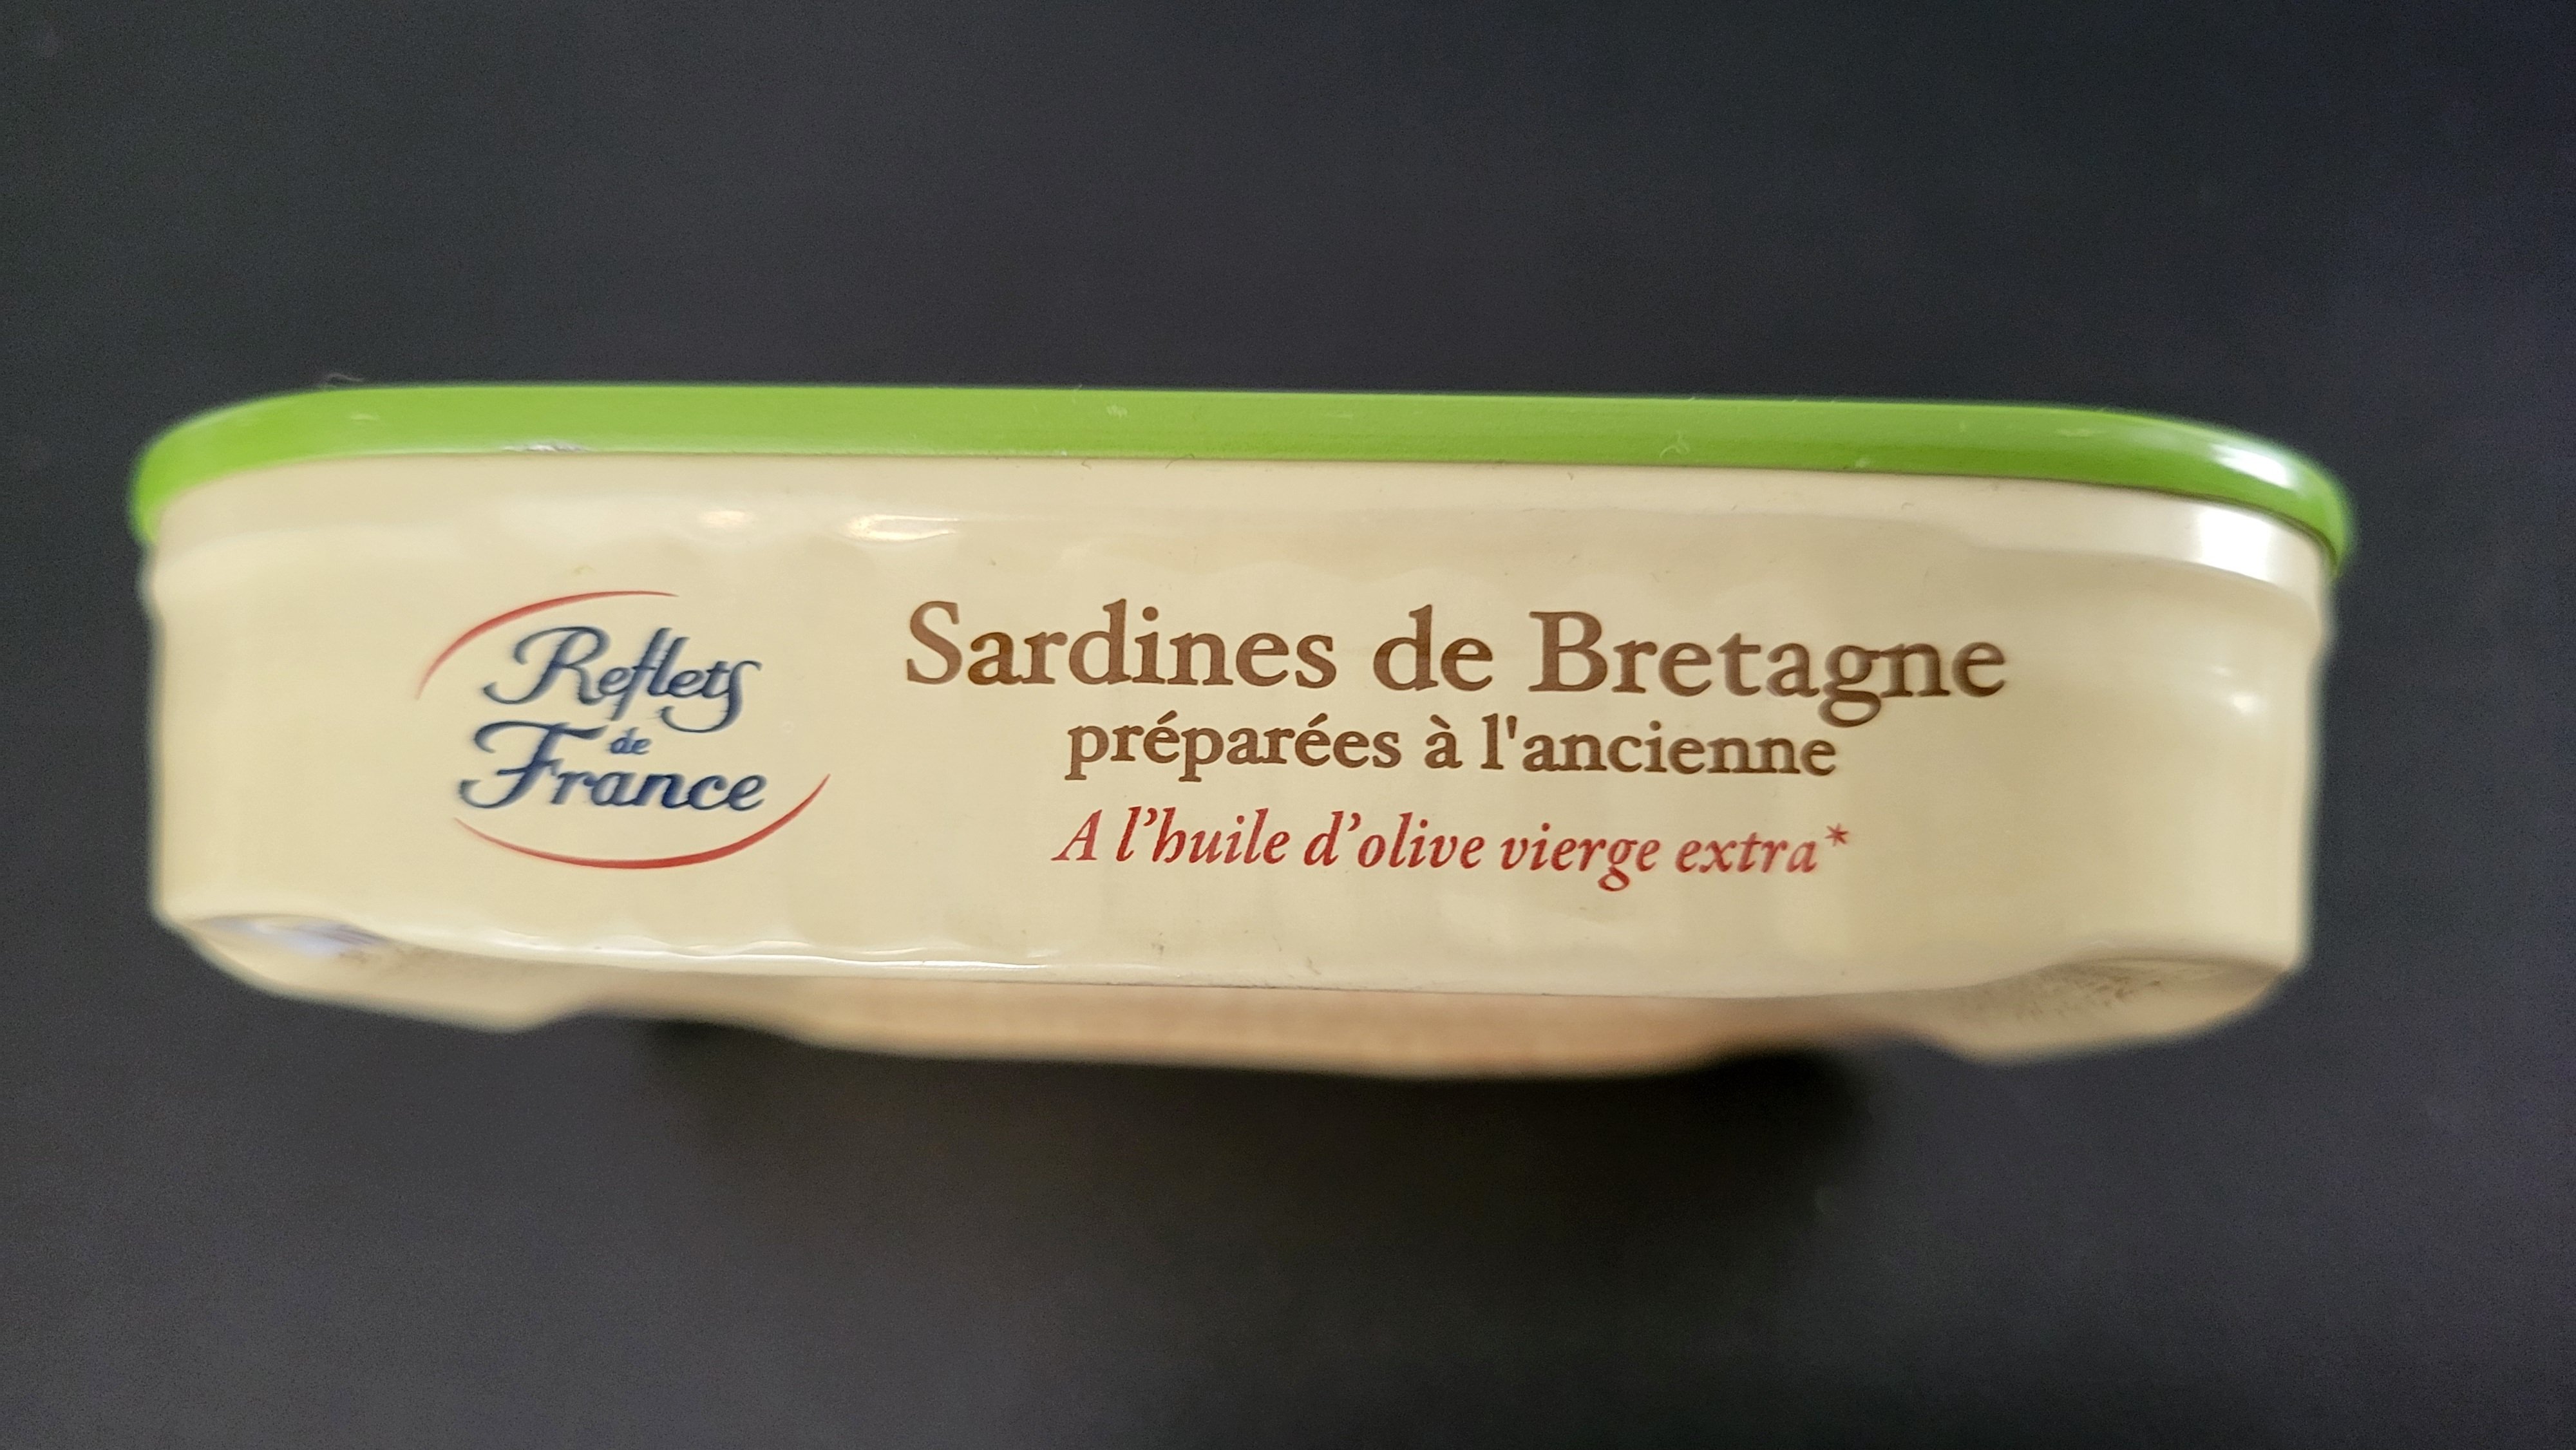 Reflets
de
France
Sardines de Bretagne
préparées à l'ancienne
A l’huile d’olive vierge extra*